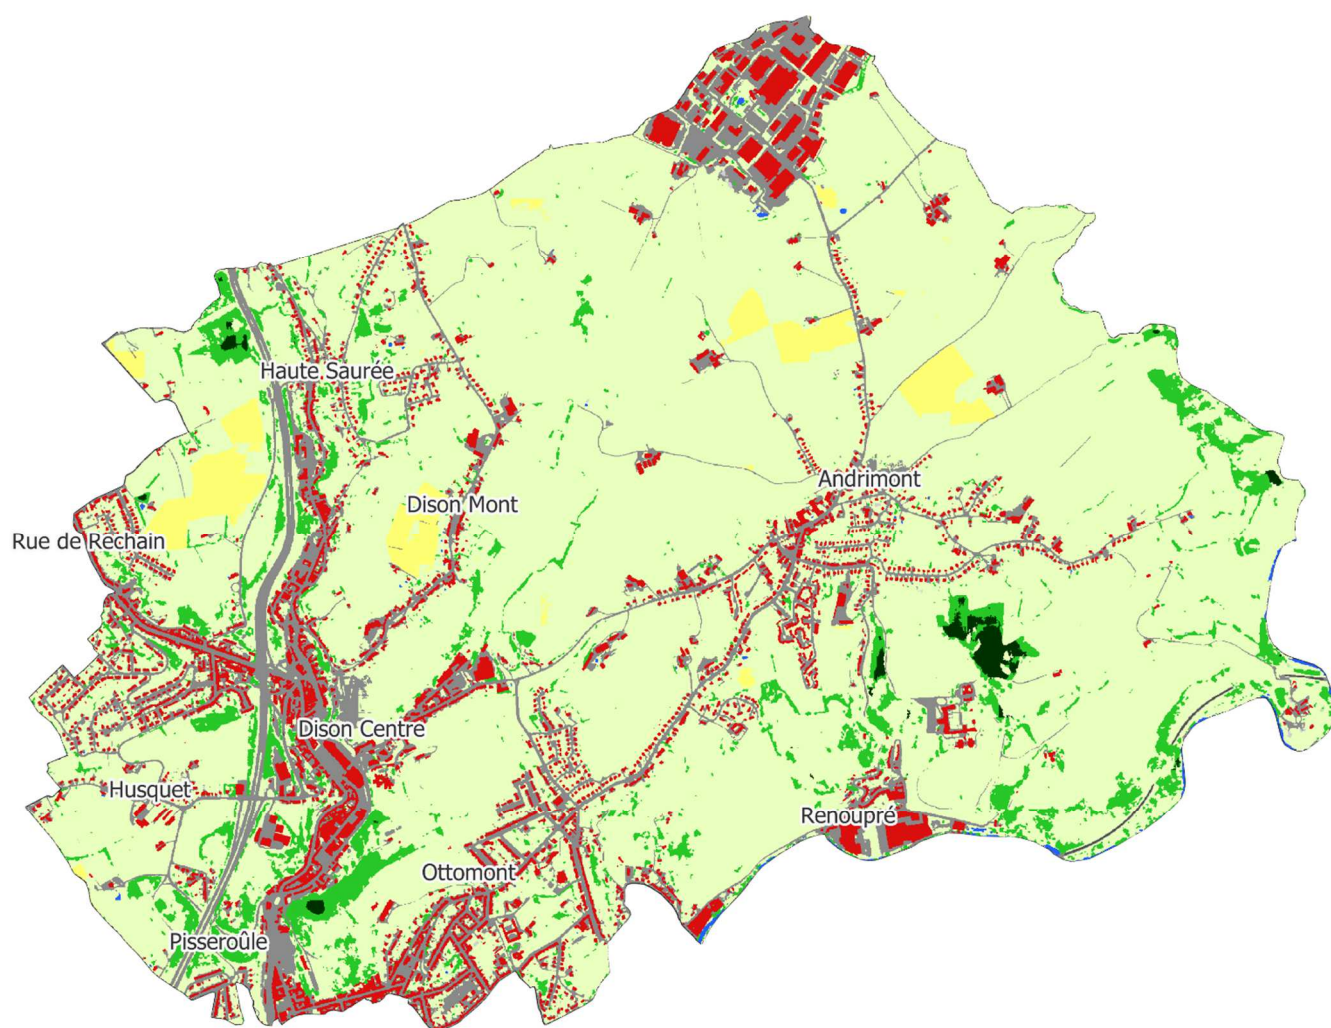 Haute Saurée
Andrimont
Dison Mont
Rue de Rechain
Dison Centre
Husquet
Renoupré
Ottomont
Pisseroûle